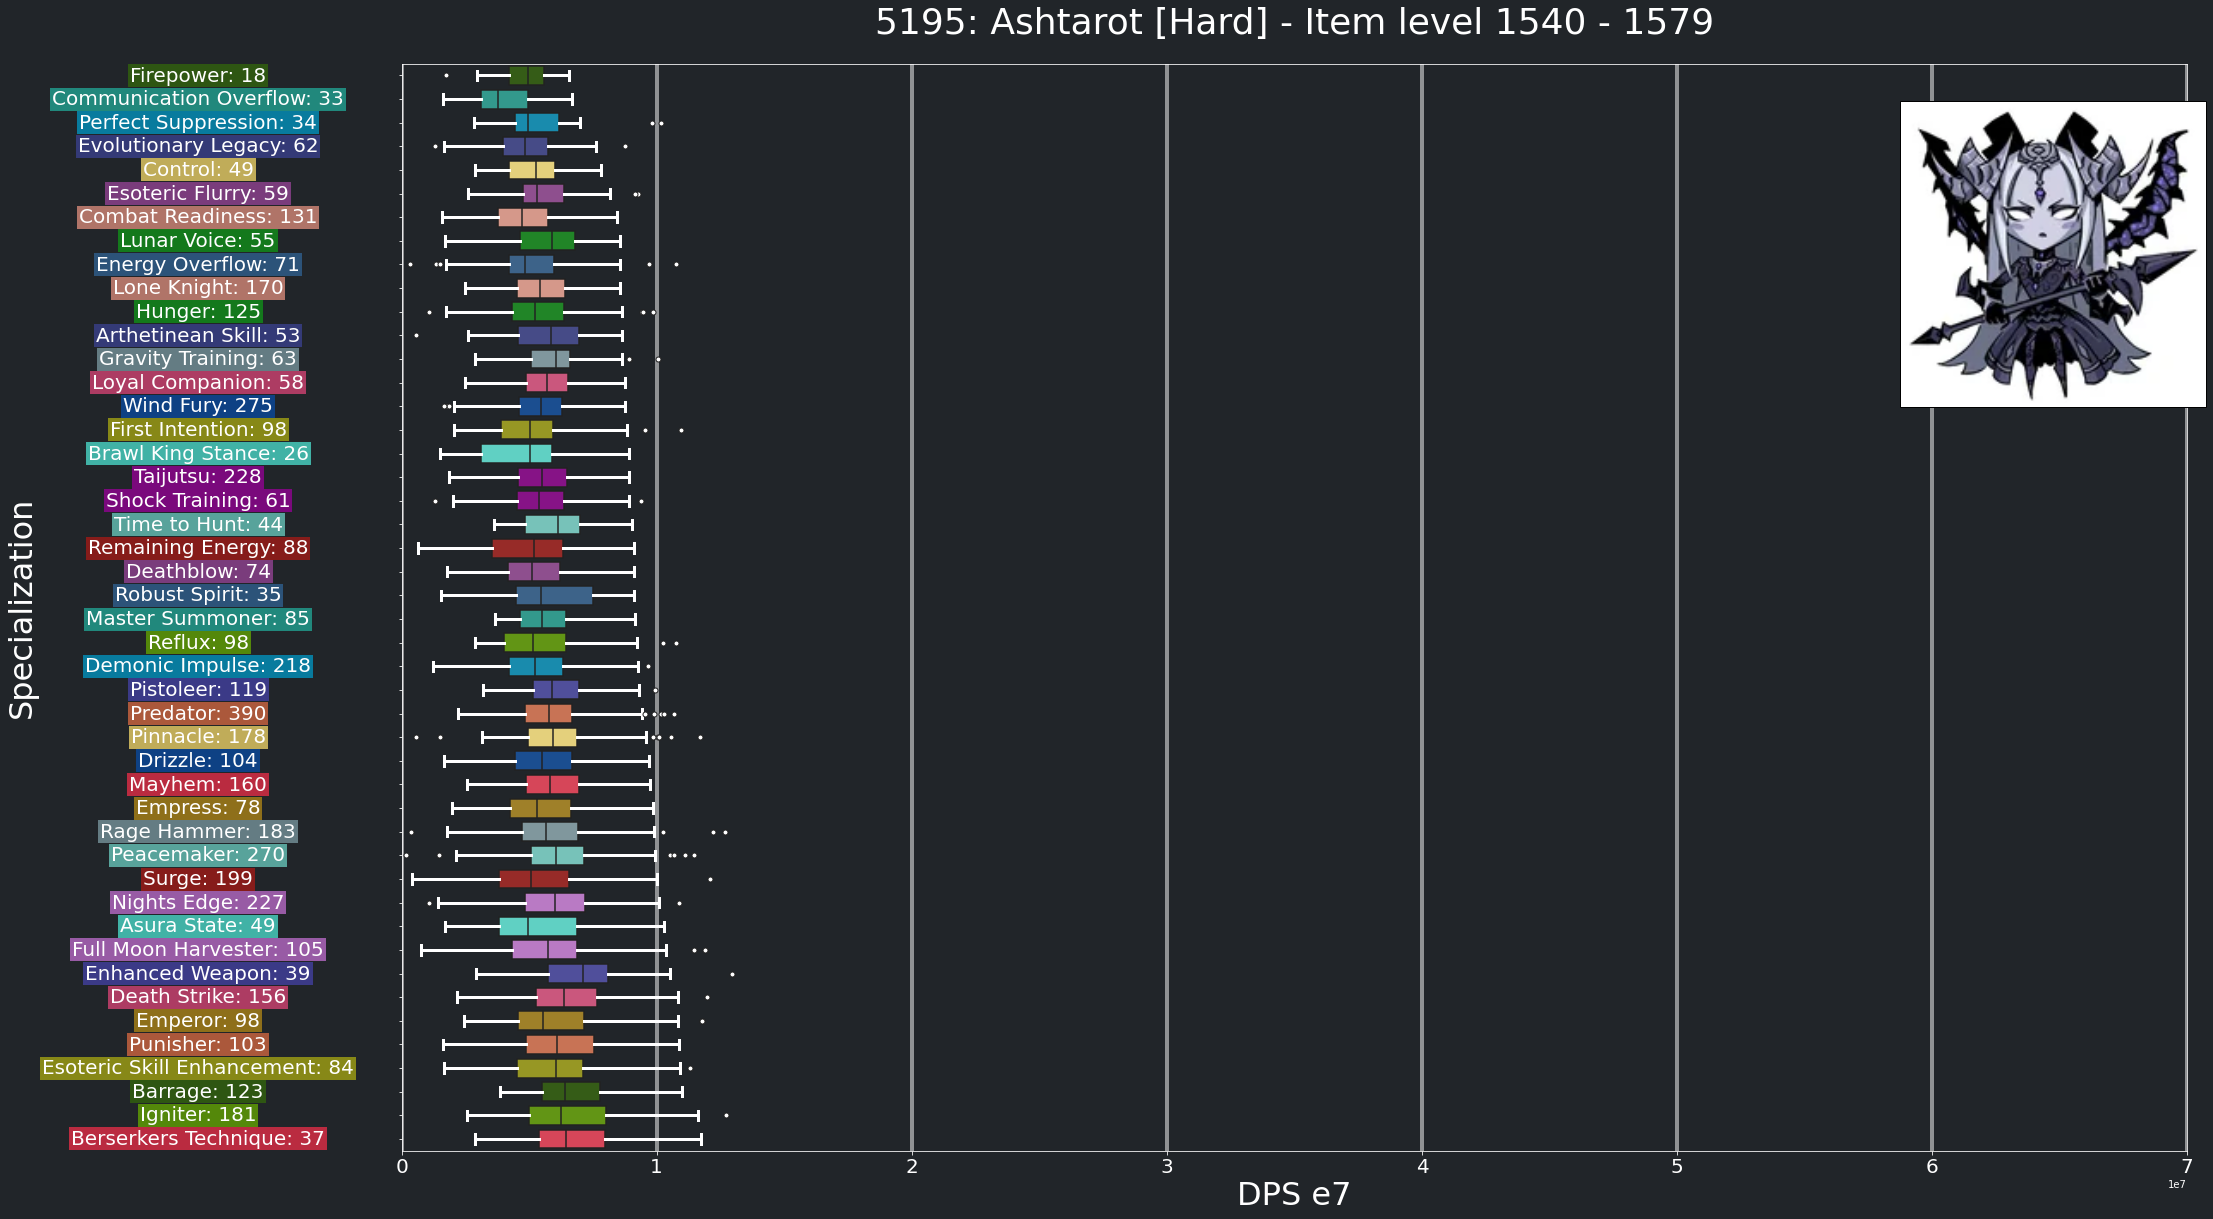 5195: Ashtarot [Hard] - Item level 1540 - 1579
Specialization
Firepower: 18
Communication Overflow: 33
Perfect Suppression: 34
Evolutionary Legacy: 62
Control: 49
Esoteric Flurry: 59
Combat Readiness: 131
Lunar Voice: 55
Energy Overflow: 71
Lone Knight: 170
Hunger: 125
Arthetinean Skill: 53
Gravity Training: 63
Loyal Companion: 58
Wind Fury: 275
First Intention: 98
Brawl King Stance: 26
Taijutsu: 228
Shock Training: 61
Time to Hunt: 44
Remaining Energy: 88
Deathblow: 74
Robust Spirit: 35
Master Summoner: 85
Reflux: 98
Demonic Impulse: 218
Pistoleer: 119
Predator: 390
Pinnacle: 178
Drizzle: 104
Mayhem: 160
Empress: 78
Rage Hammer: 183
Peacemaker: 270
Surge: 199
Nights Edge: 227
Asura State: 49
Full Moon Harvester: 105
Enhanced Weapon: 39
Death Strike: 156
Emperor: 98
Punisher: 103
Esoteric Skill Enhancement: 84
Barrage: 123
Igniter: 181
Berserkers Technique: 37
0 1 2 3 4 5 6 7
1e7
DPS e7